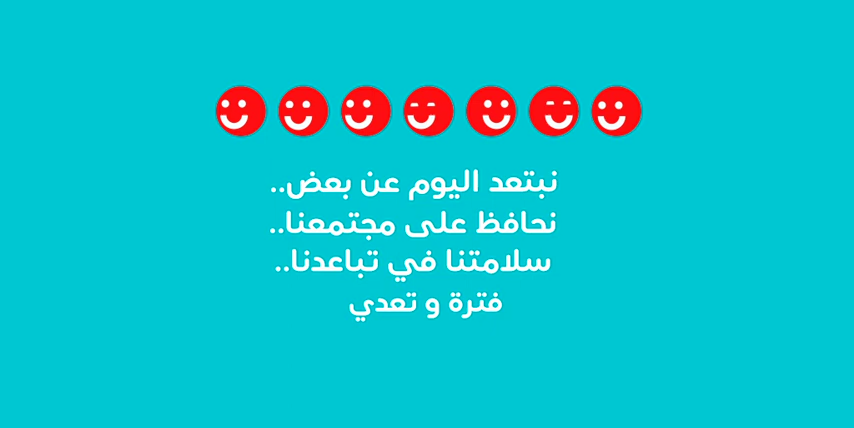 نبتعد اليوم عن بعض..
نحافظ على مجتمعنا..
سلامتنا في تباعدنا..
فترة و تعدي